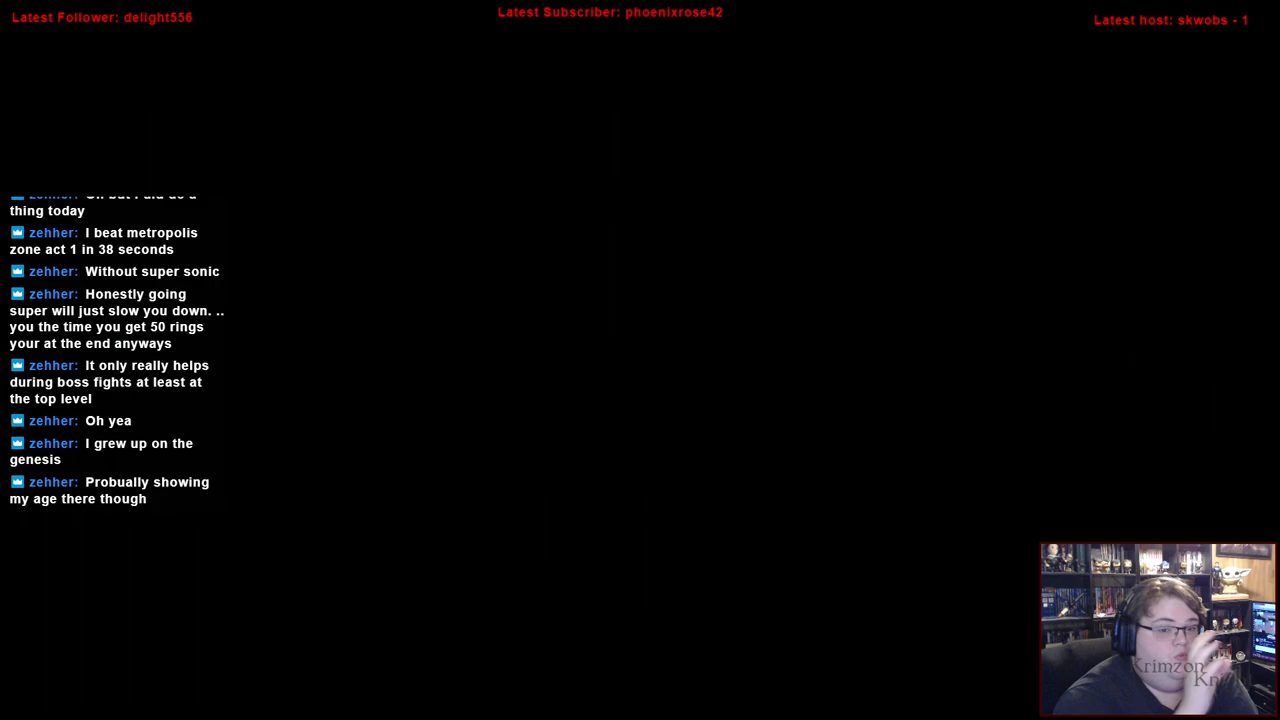 Latest Follower: delight556
Latest Subscriber: phoenixrose42
Latest host: skwobs - 1
thing today
zehher: I beat metropolis
zone act 1 in 38 seconds
zehher: Without super sonic
zehher: Honestly going
super will just slow you down. ..
you the time you get 50 rings
your at the end anyways
zehher: It only really helps
during boss fights at least at
the top level
zehher: Oh yea
zehher: I grew up on the
genesis
zehher: Probually showing
my age there though
Krimzon